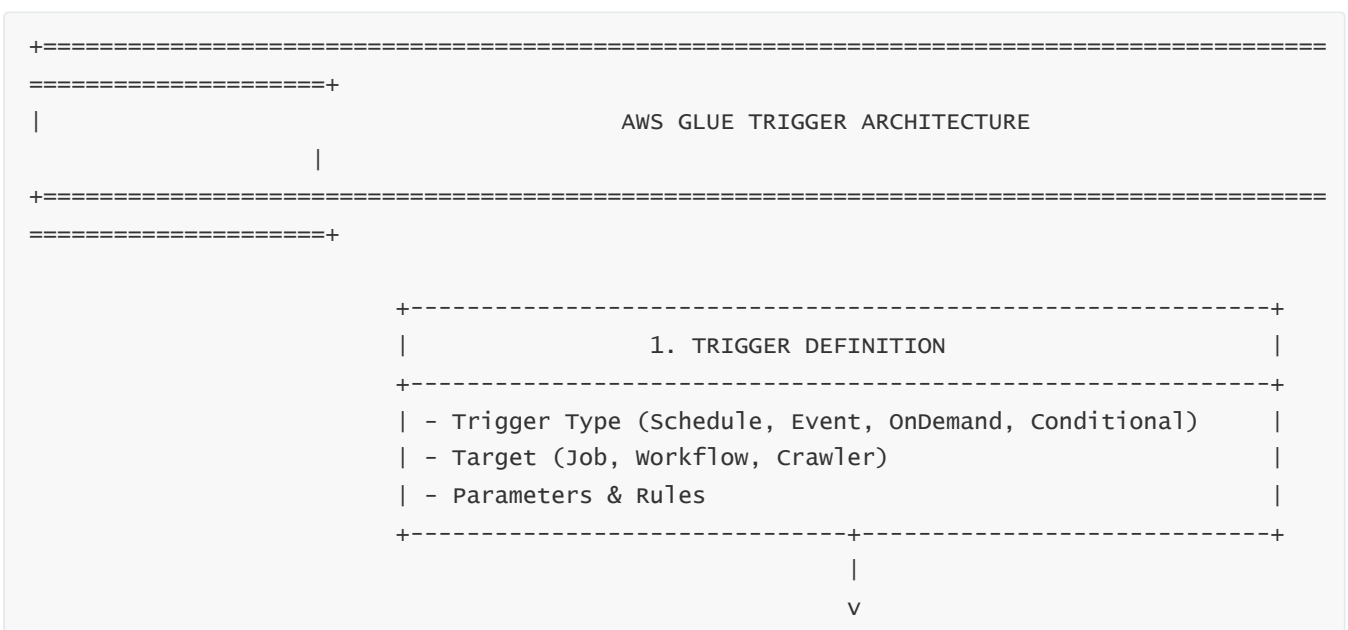 +===========================================================================================
=====================+
|                                         AWS GLUE TRIGGER ARCHITECTURE
                    |
+===========================================================================================
=====================+
                          +-------------------------------------------------------------+
                          |                 1. TRIGGER DEFINITION                       |
                          +-------------------------------------------------------------+
                          | - Trigger Type (Schedule, Event, OnDemand, Conditional)     |
                          | - Target (Job, Workflow, Crawler)                           |
                          | - Parameters & Rules                                        |
                          +-------------------------------+-----------------------------+
                                                          |
                                                          v